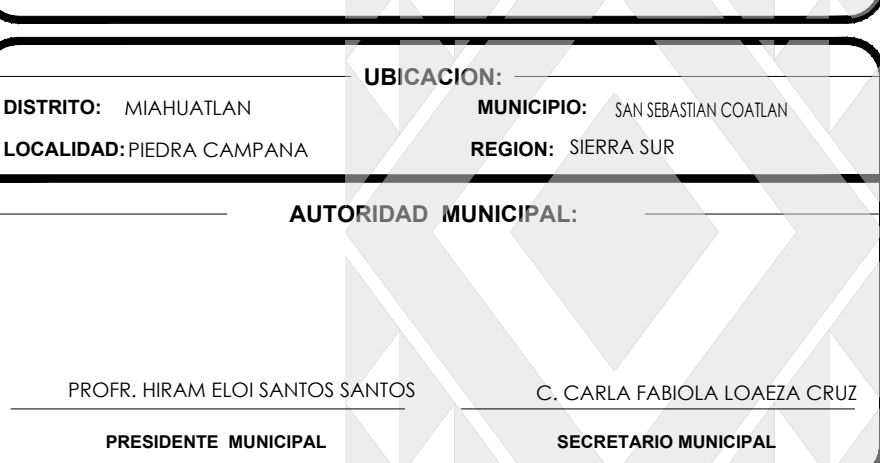 UBICACION:
DISTRITO: MIAHUATLAN MUNICIPIO: SAN SEBASTIAN COATLAN
LOCALIDAD: PIEDRA CAMPANA REGION: SIERRA SUR
AUTORIDAD MUNICIPAL:
PROFR. HIRAM ELOI SANTOS SANTOS C. CARLA FABIOLA LOAEZA CRUZ
PRESIDENTE MUNICIPAL SECRETARIO MUNICIPAL